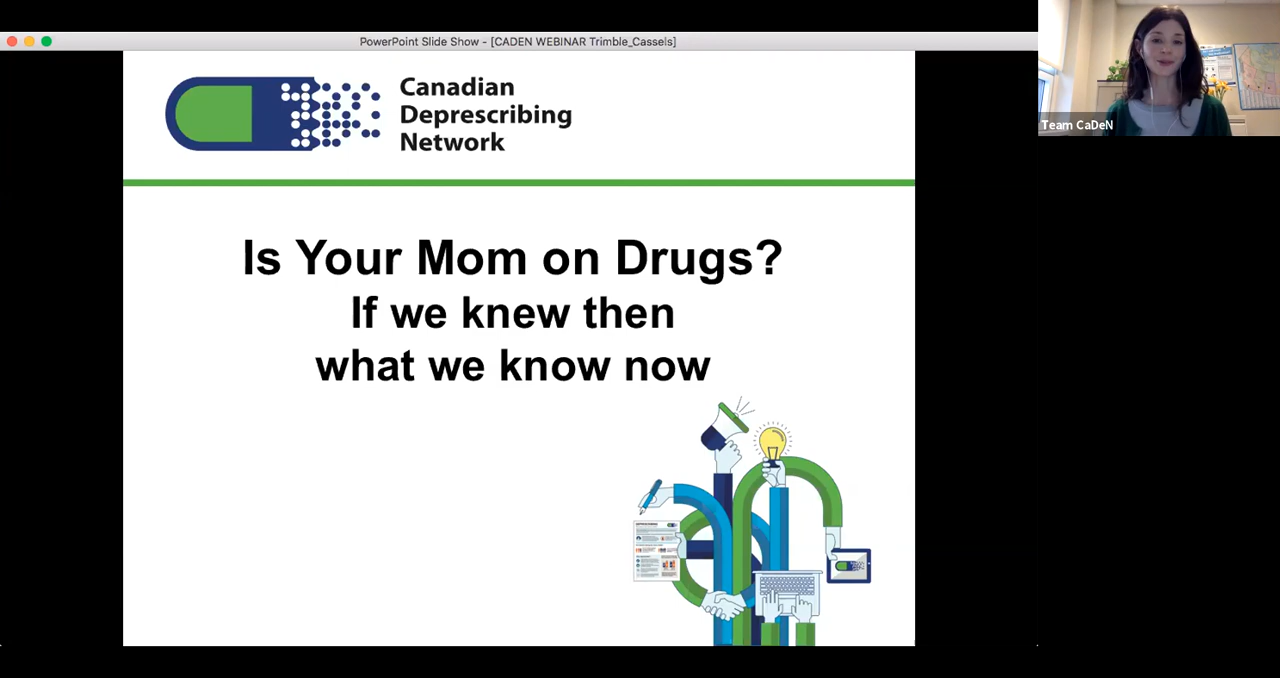 PowerPoint Slide Show - [CADEN WEBINAR Trimble_Cassels]
Team CaDeN
Canadian
Deprescribing
Network
Is Your Mom on Drugs?
If we knew then
what we know now